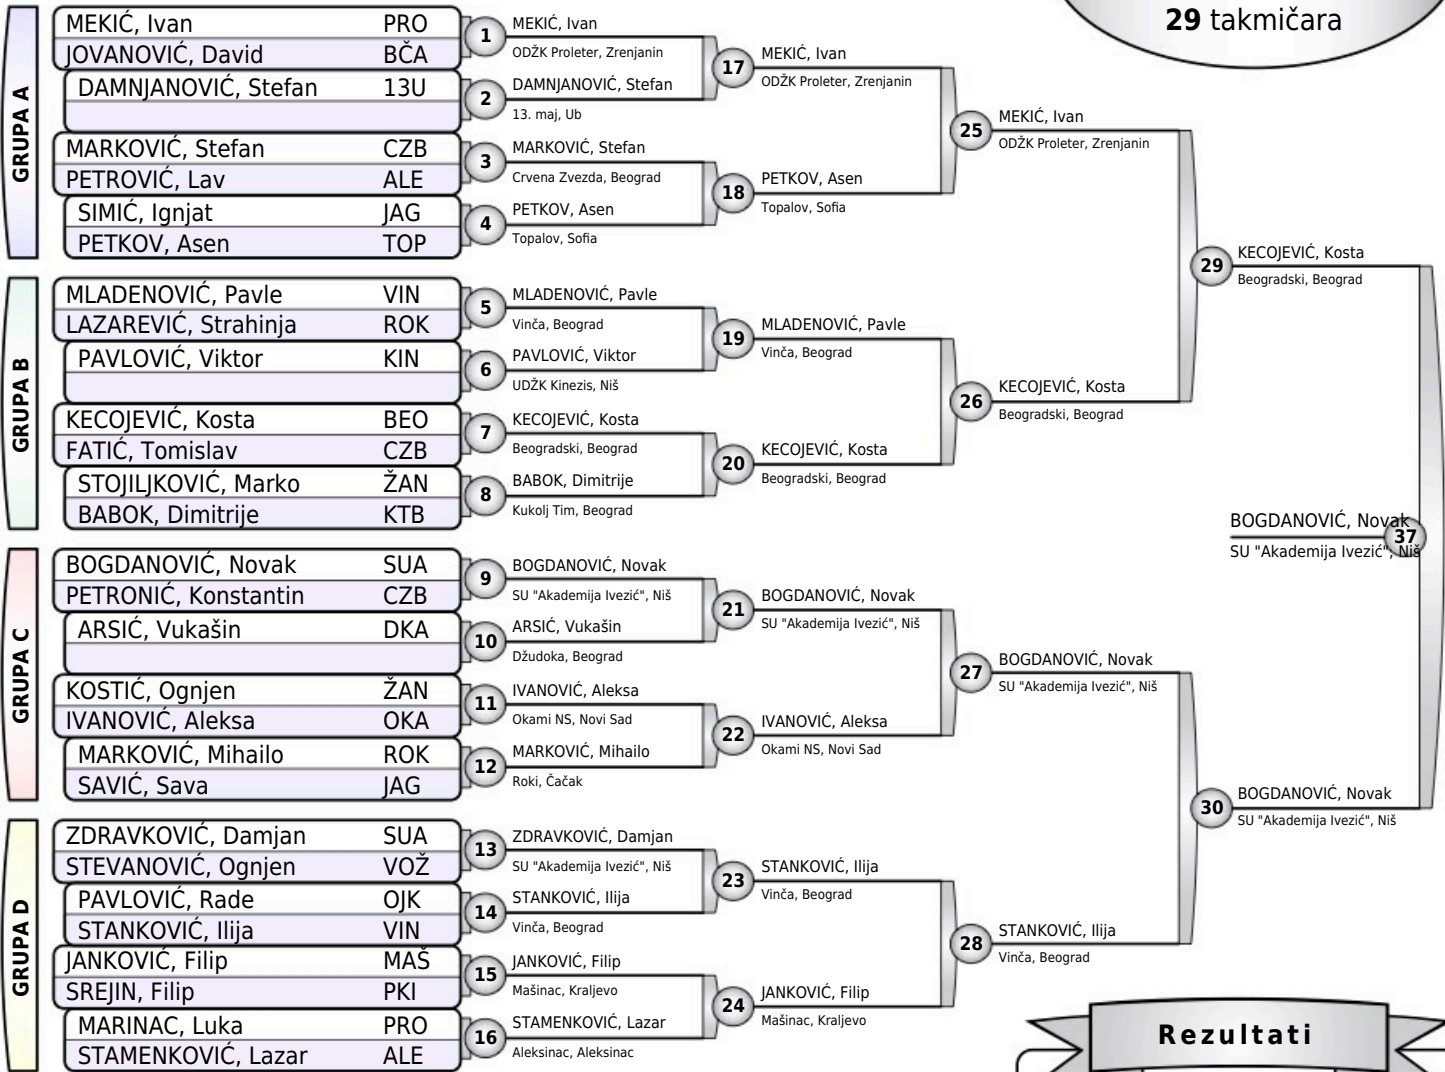 29 takmičara
GRUPA A
MEKIĆ, Ivan PRO
JOVANOVIĆ, David BČA
DAMNJANOVIĆ, Stefan 13U
MARKOVIĆ, Stefan CZB
PETROVIĆ, Lav ALE
SIMIĆ, Ignjat JAG
PETKOV, Asen TOP
GRUPA B
MLADENOVIĆ, Pavle VIN
LAZAREVIĆ, Strahinja ROK
PAVLOVIĆ, Viktor KIN
KECOJEVIĆ, Kosta BEO
FATIĆ, Tomislav CZB
STOJILJKOVIĆ, Marko ŽAN
BABOK, Dimitrije KTB
GRUPA C
BOGDANOVIĆ, Novak SUA
PETRONIĆ, Konstantin CZB
ARSIĆ, Vukašin DKA
KOSTIĆ, Ognjen ŽAN
IVANOVIĆ, Aleksa OKA
MARKOVIĆ, Mihailo ROK
SAVIĆ, Sava JAG
GRUPA D
ZDRAVKOVIĆ, Damjan SUA
STEVANOVIĆ, Ognjen VOŽ
PAVLOVIĆ, Rade OJK
STANKOVIĆ, Ilija VIN
JANKOVIĆ, Filip MAŠ
SREJIN, Filip PKI
MARINAC, Luka PRO
STAMENKOVIĆ, Lazar ALE
1 MEKIĆ, Ivan
ODŽK Proleter, Zrenjanin
2 DAMNJANOVIĆ, Stefan
13. maj, Ub
3 MARKOVIĆ, Stefan
Crvena Zvezda, Beograd
4 PETKOV, Asen
Topalov, Sofia
5 MLADENOVIĆ, Pavle
Vinča, Beograd
6 PAVLOVIĆ, Viktor
UDŽK Kinezis, Niš
7 KECOJEVIĆ, Kosta
Beogradski, Beograd
8 BABOK, Dimitrije
Kukolj Tim, Beograd
9 BOGDANOVIĆ, Novak
SU "Akademija Ivezić", Niš
10 ARSIĆ, Vukašin
Džudoka, Beograd
11 IVANOVIĆ, Aleksa
Okami NS, Novi Sad
12 MARKOVIĆ, Mihailo
Roki, Čačak
13 ZDRAVKOVIĆ, Damjan
SU "Akademija Ivezić", Niš
14 STANKOVIĆ, Ilija
Vinča, Beograd
15 JANKOVIĆ, Filip
Mašinac, Kraljevo
16 STAMENKOVIĆ, Lazar
Aleksinac, Aleksinac
17 MEKIĆ, Ivan
ODŽK Proleter, Zrenjanin
18 PETKOV, Asen
Topalov, Sofia
19 MLADENOVIĆ, Pavle
Vinča, Beograd
20 KECOJEVIĆ, Kosta
Beogradski, Beograd
21 BOGDANOVIĆ, Novak
SU "Akademija Ivezić", Niš
22 IVANOVIĆ, Aleksa
Okami NS, Novi Sad
23 STANKOVIĆ, Ilija
Vinča, Beograd
24 JANKOVIĆ, Filip
Mašinac, Kraljevo
25 MEKIĆ, Ivan
ODŽK Proleter, Zrenjanin
26 KECOJEVIĆ, Kosta
Beogradski, Beograd
27 BOGDANOVIĆ, Novak
SU "Akademija Ivezić", Niš
28 STANKOVIĆ, Ilija
Vinča, Beograd
29 KECOJEVIĆ, Kosta
Beogradski, Beograd
30 BOGDANOVIĆ, Novak
SU "Akademija Ivezić", Niš
BOGDANOVIĆ, Novak
37
SU "Akademija Ivezić", Niš
Rezultati